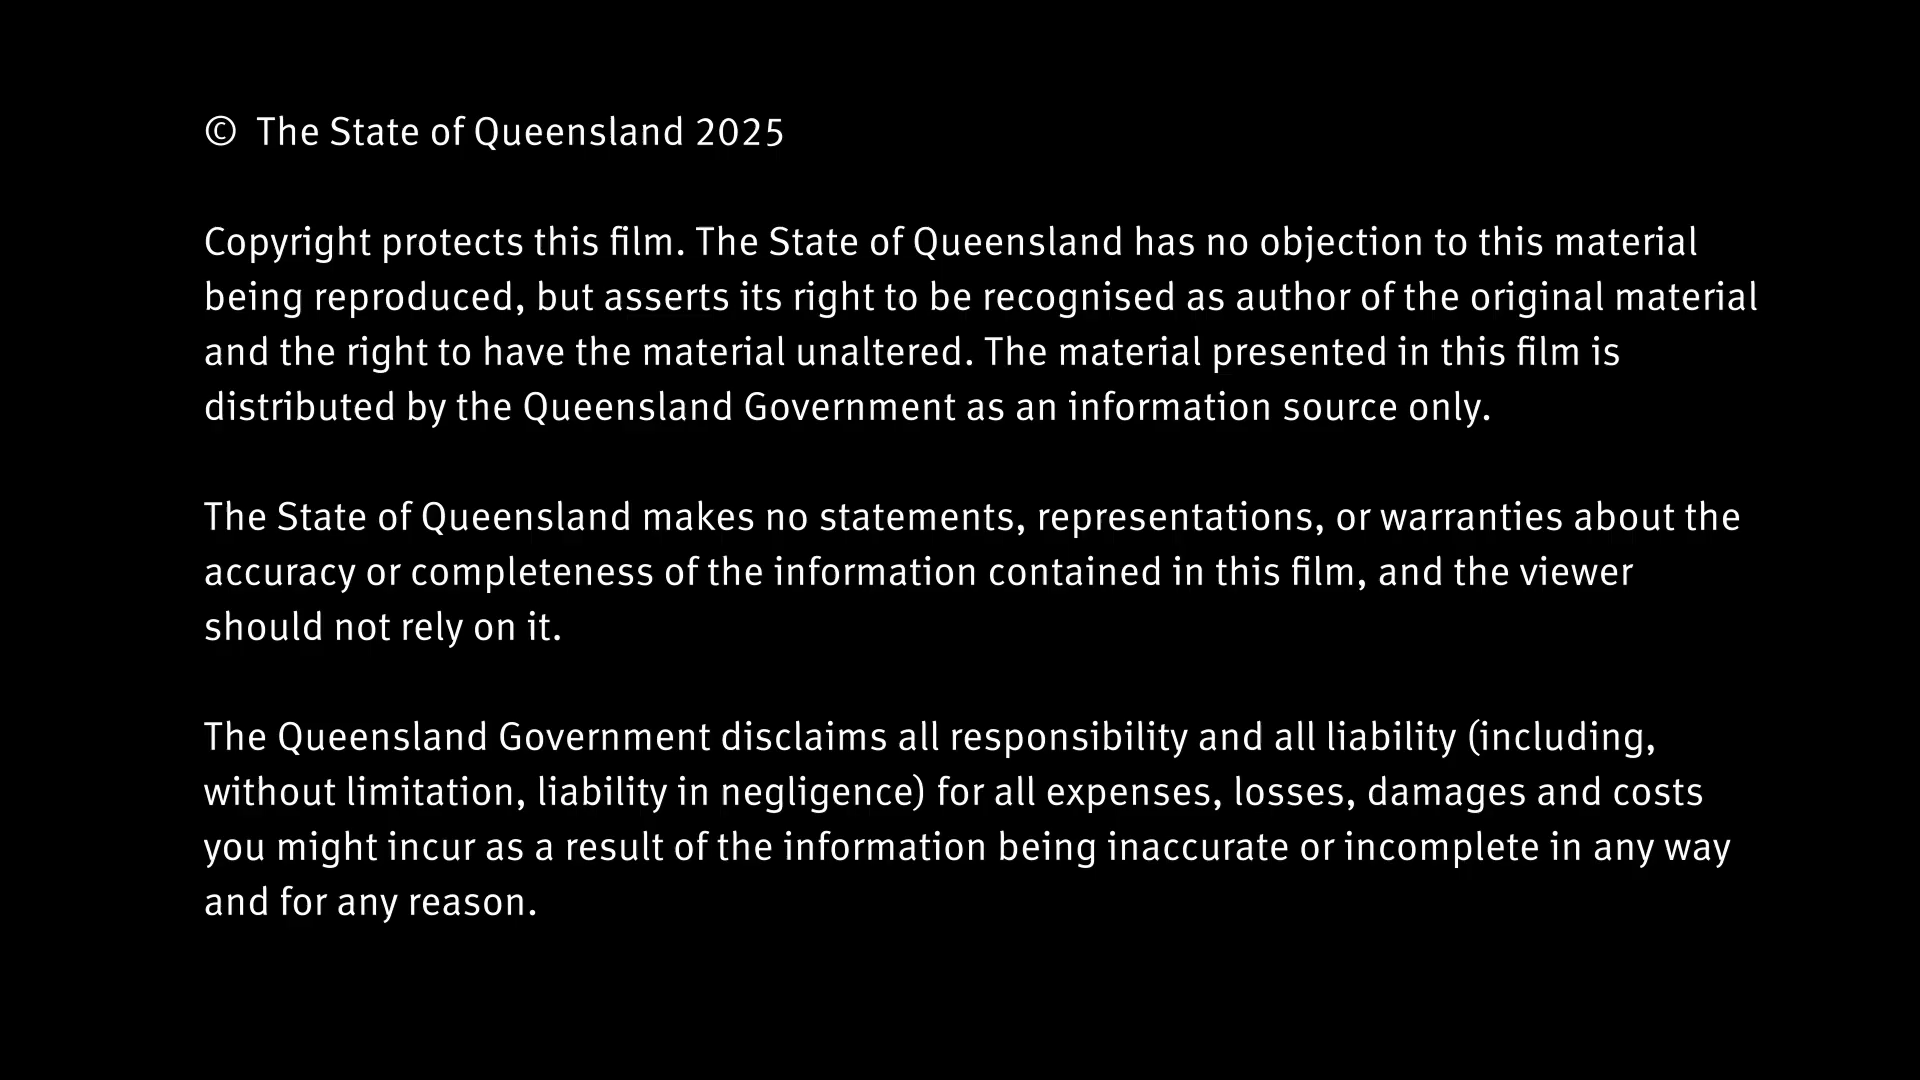 © The State of Queensland 2025
Copyright protects this film. The State of Queensland has no objection to this material
being reproduced, but asserts its right to be recognised as author of the original material
and the right to have the material unaltered. The material presented in this film is
distributed by the Queensland Government as an information source only.
The State of Queensland makes no statements, representations, or warranties about the
accuracy or completeness of the information contained in this film, and the viewer
should not rely on it.
The Queensland Government disclaims all responsibility and all liability (including,
without limitation, liability in negligence) for all expenses, losses, damages and costs
you might incur as a result of the information being inaccurate or incomplete in any way
and for any reason.